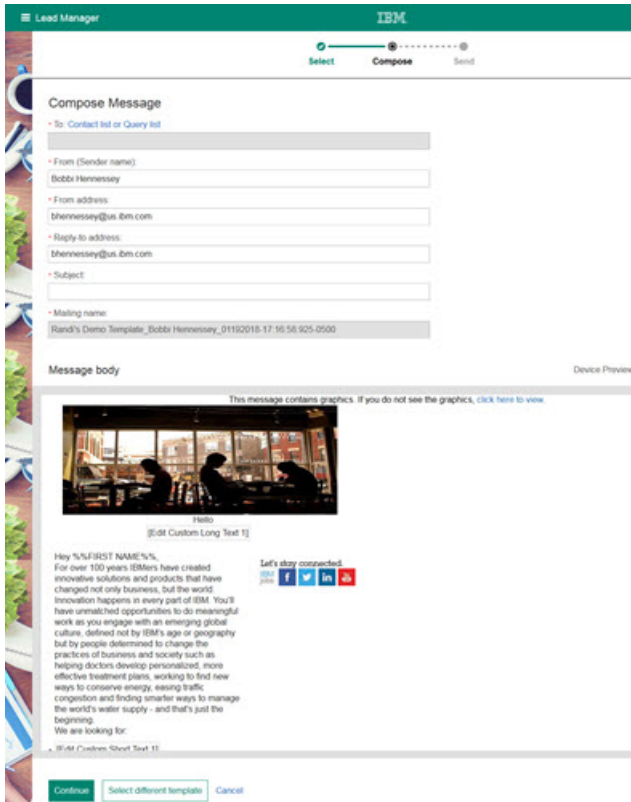 Lead Manager
IBM
Select Compose Send
Compose Message
* To: Contact list or Query list
* From (Sender name):
Bobbi Hennessey
* From address:
bhennessey@us.ibm.com
* Reply-to address:
bhennessey@us.ibm.com
* Subject:
* Mailing name:
Randi's Demo Template_Bobbi Hennessey_01192018-17:16:58.925-0500
Message body
Device Preview
This message contains graphics. If you do not see the graphics, click here to view.
Hello
[Edit Custom Long Text 1]
Hey %%FIRST NAME%%,
For over 100 years IBMers have created
innovative solutions and products that have
changed not only business, but the world.
Innovation happens in every part of IBM. You'll
have unmatched opportunities to do meaningful
work as you engage with an emerging global
culture, defined not by IBM's age or geography
but by people determined to change the
practices of business and society such as
helping doctors develop personalized, more
effective treatment plans, working to find new
ways to conserve energy, easing traffic
congestion and finding smarter ways to manage
the world's water supply - and that's just the
beginning.
We are looking for:
[Edit Custom Short Text 1]
Let's stay connected.
IBM
jobs
f in
Continue Select different template Cancel